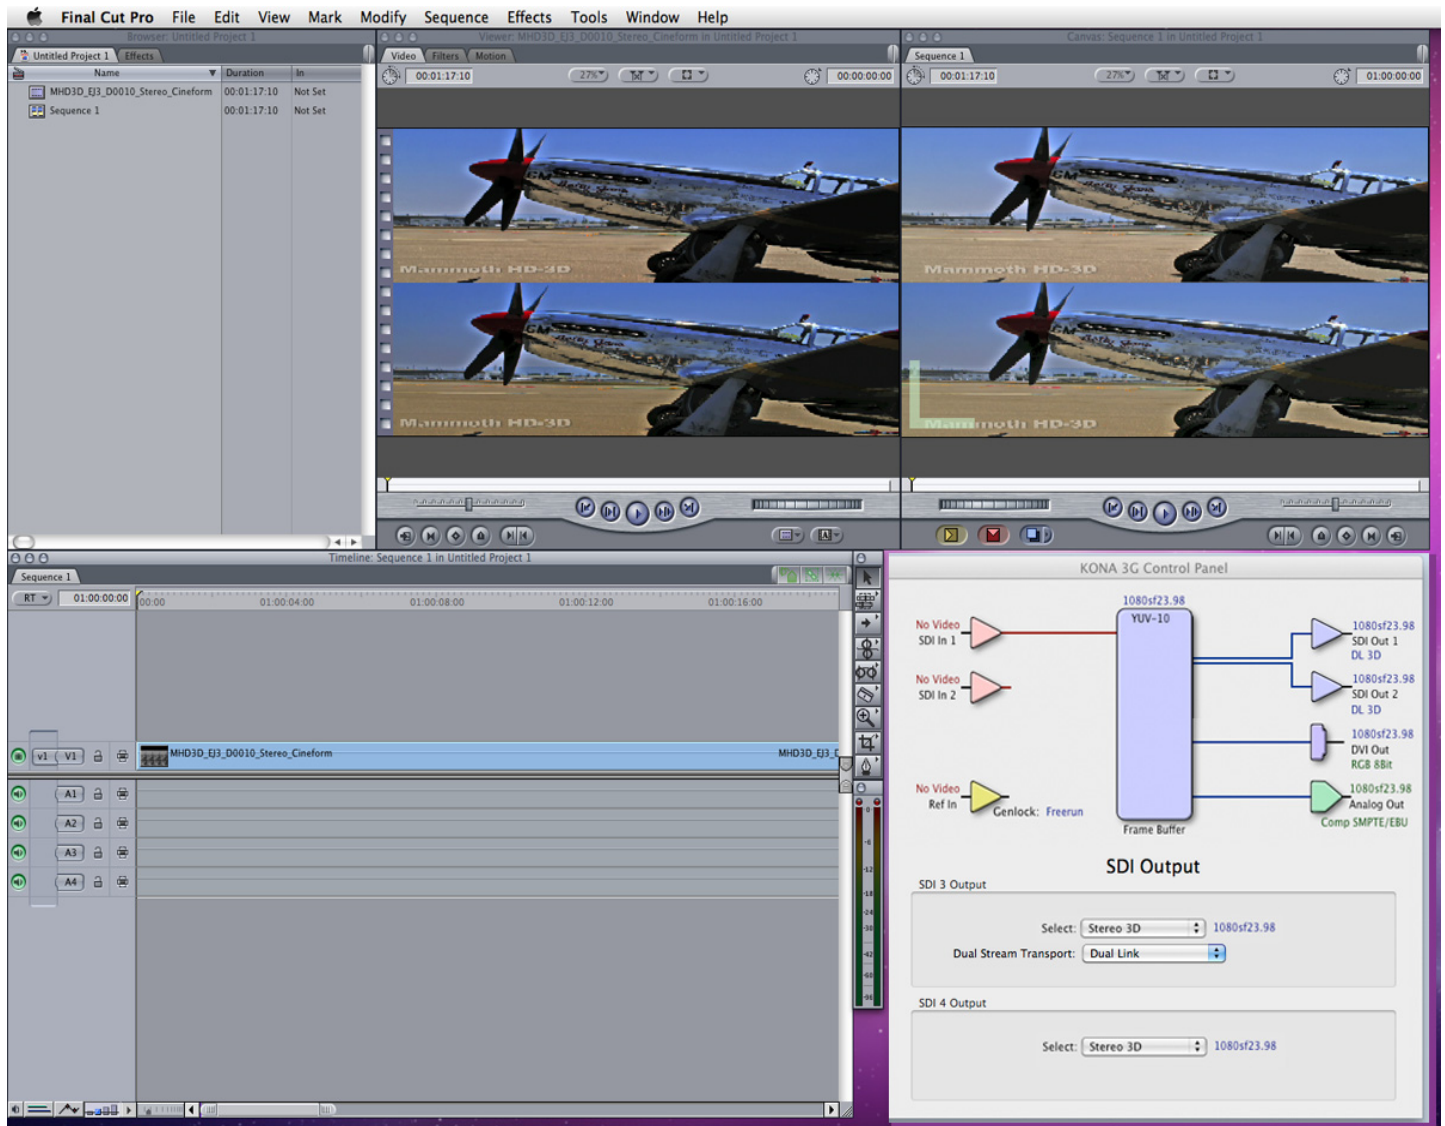 Final Cut Pro File Edit View Mark Modify Sequence Effects Tools Window Help
Browser: Untitled Project 1
Untitled Project 1 Effects
Name Duration In
MHD3D_EJ3_D0010_Stereo_Cineform 00:01:17:10 Not Set
Sequence 1 00:01:17:10 Not Set
Viewer: MHD3D_EJ3_D0010_Stereo_Cineform in Untitled Project 1
Video Filters Motion
00:01:17:10 27% 00:00:00:00
Mammoth HD-3D
Mammoth HD-3D
Canvas: Sequence 1 in Untitled Project 1
Sequence 1
00:01:17:10 27% 01:00:00:00
Mammoth HD-3D
Mammoth HD-3D
Timeline: Sequence 1 in Untitled Project 1
Sequence 1
RT 01:00:00:00 00:00 01:00:04:00 01:00:08:00 01:00:12:00 01:00:16:00
v1 V1 MHD3D_EJ3_D0010_Stereo_Cineform MHD3D_EJ3_D
A1
A2
A3
A4
0
-6
-12
-18
-24
-30
-42
-60
-96
KONA 3G Control Panel
1080sf23.98
YUV-10
No Video
SDI In 1
No Video
SDI In 2
No Video
Ref In
Genlock: Freerun
Frame Buffer
1080sf23.98
SDI Out 1
DL 3D
1080sf23.98
SDI Out 2
DL 3D
1080sf23.98
DVI Out
RGB 8Bit
1080sf23.98
Analog Out
Comp SMPTE/EBU
SDI Output
SDI 3 Output
Select: Stereo 3D 1080sf23.98
Dual Stream Transport: Dual Link
SDI 4 Output
Select: Stereo 3D 1080sf23.98